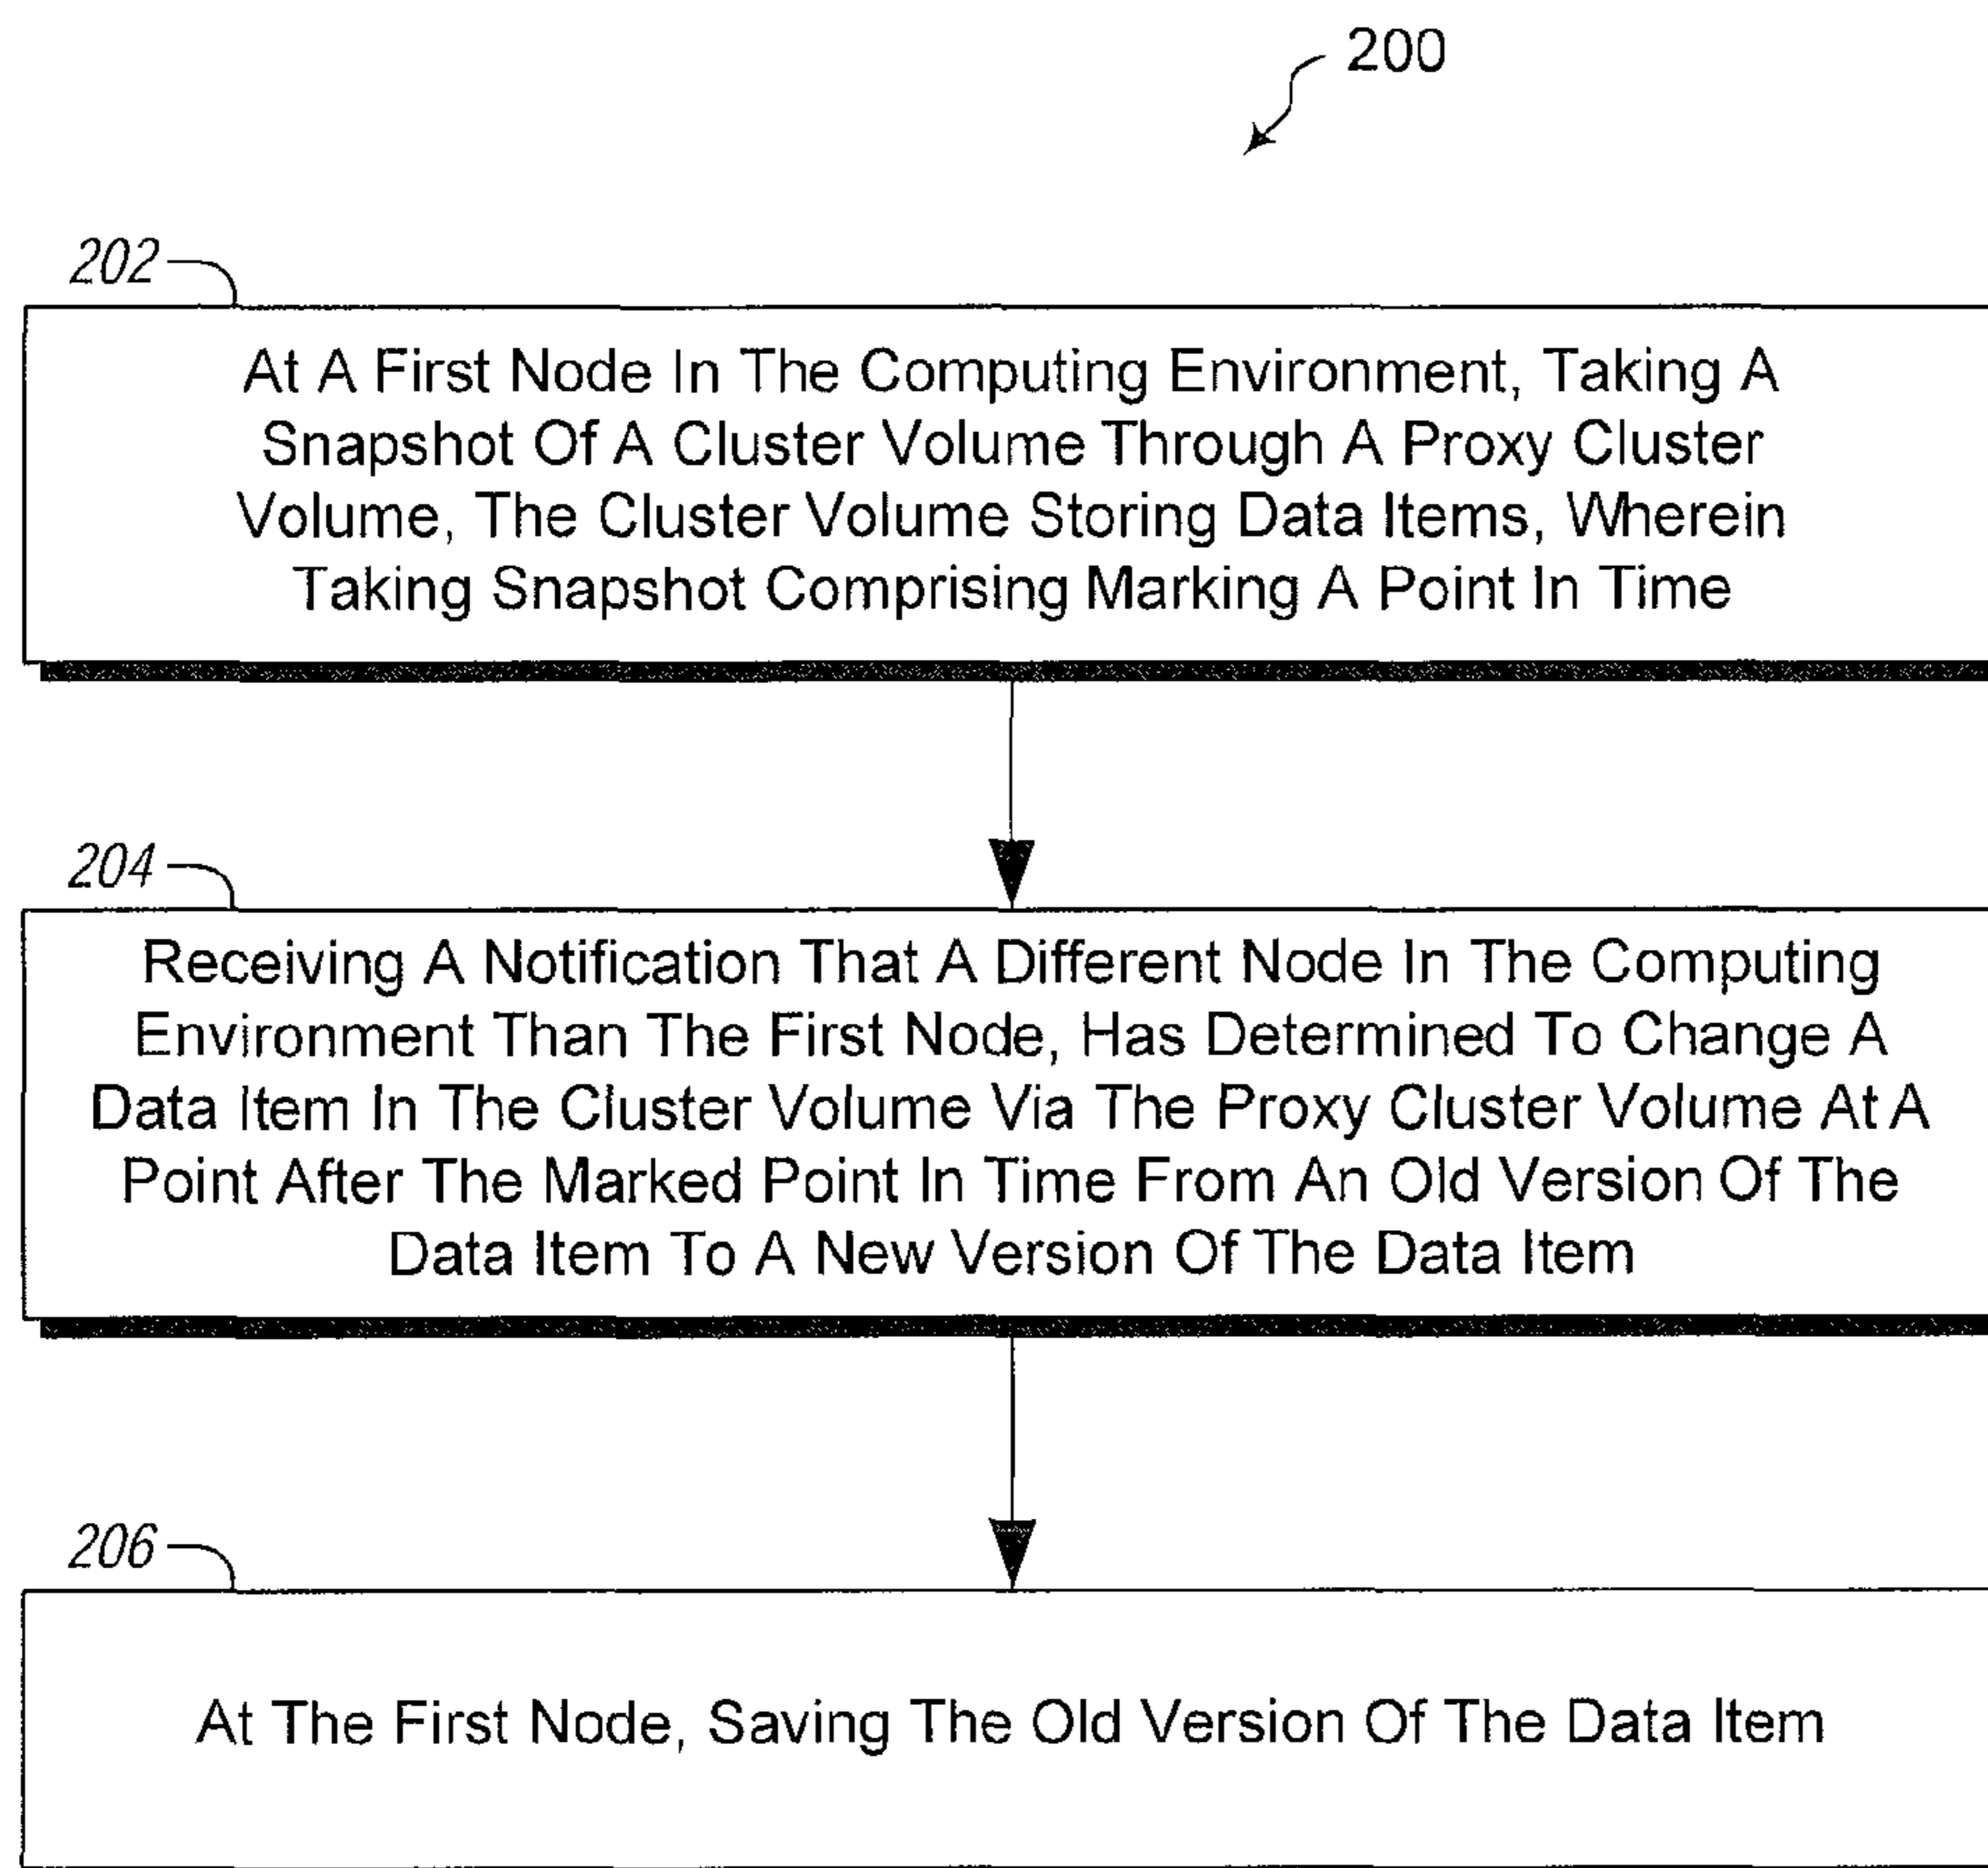 200
202
At A First Node In The Computing Environment, Taking A
Snapshot Of A Cluster Volume Through A Proxy Cluster
Volume, The Cluster Volume Storing Data Items, Wherein
Taking Snapshot Comprising Marking A Point In Time
204
Receiving A Notification That A Different Node In The Computing
Environment Than The First Node, Has Determined To Change A
Data Item In The Cluster Volume Via The Proxy Cluster Volume At A
Point After The Marked Point In Time From An Old Version Of The
Data Item To A New Version Of The Data Item
206
At The First Node, Saving The Old Version Of The Data Item